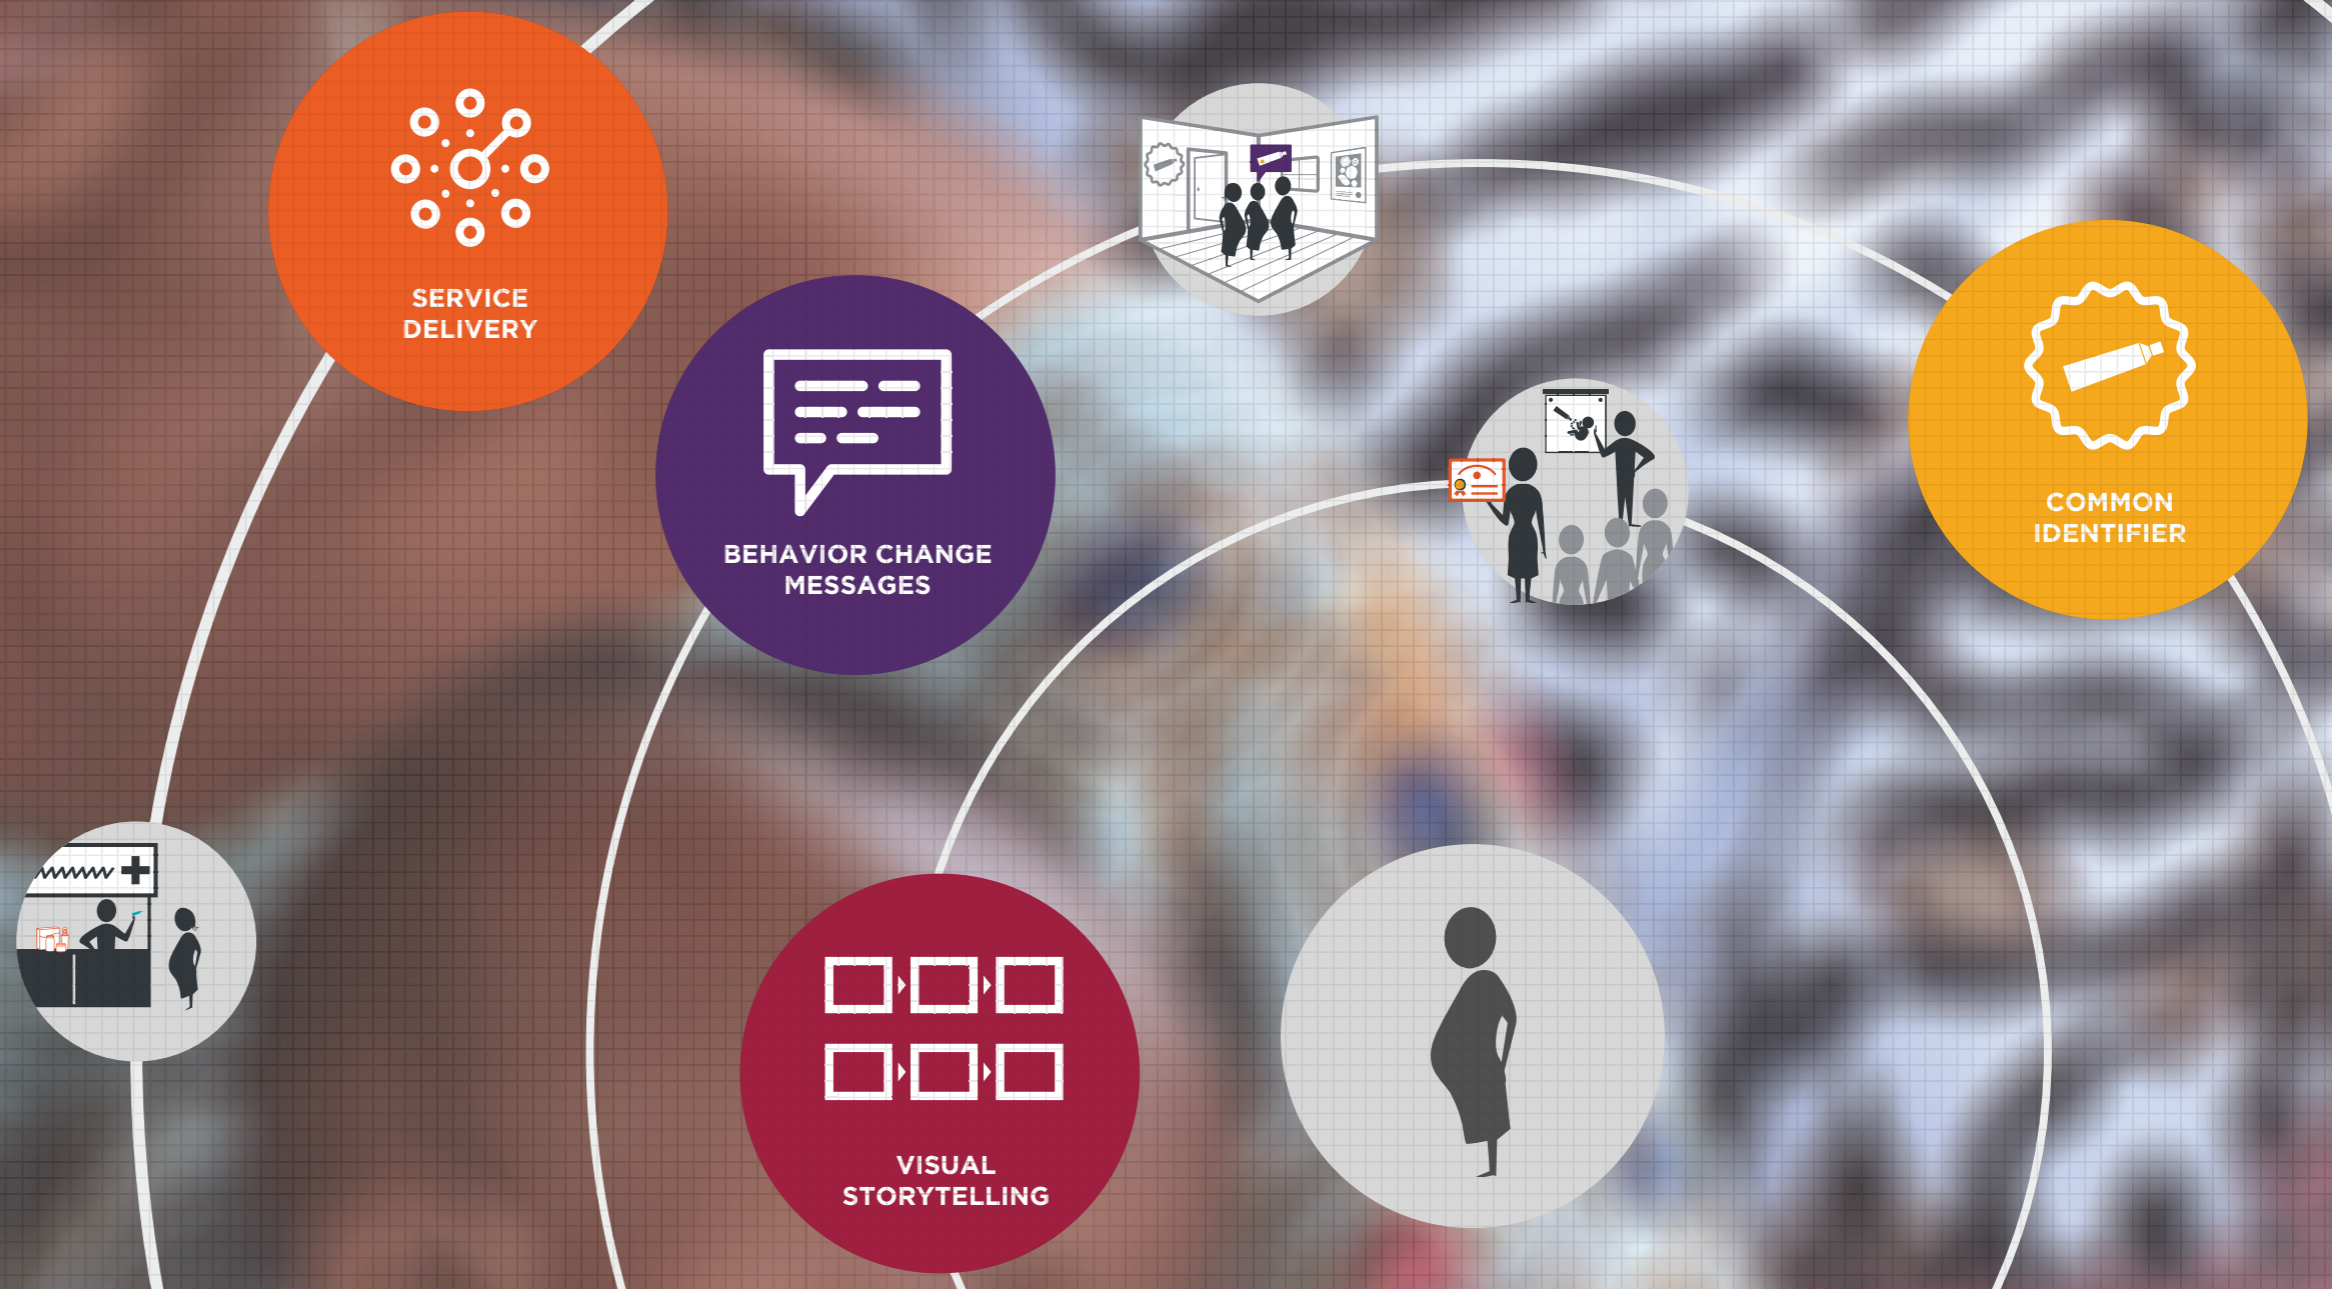 SERVICE
DELIVERY
BEHAVIOR CHANGE
MESSAGES
COMMON
IDENTIFIER
VISUAL
STORYTELLING